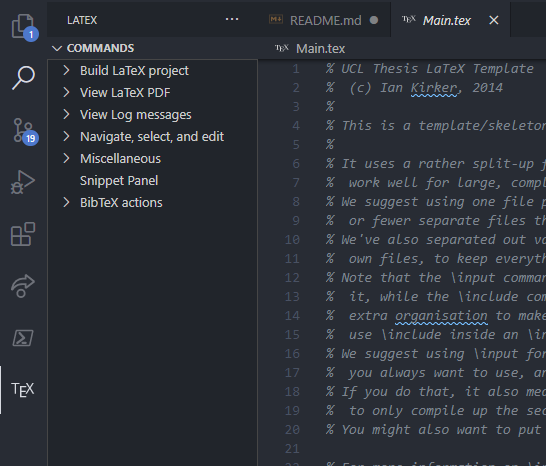 LATEX ...
README.md
TEX Main.tex
COMMANDS
TEX Main.tex
Build LaTeX project
View LaTeX PDF
View Log messages
Navigate, select, and edit
Miscellaneous
Snippet Panel
BibTeX actions
1
19
TEX
1 % UCL Thesis LaTeX Template
2 % (c) Ian Kirker, 2014
3 %
4 % This is a template/skeleton
5 %
6 % It uses a rather split-up f
7 % work well for large, compl
8 % We suggest using one file p
9 % or fewer separate files th
10 % We've also separated out va
11 % own files, to keep everyth
12 % Note that the \input comman
13 % it, while the \include com
14 % extra organisation to make
15 % use \include inside an \in
16 % We suggest using \input for
17 % you always want to use, an
18 % If you do that, it also mea
19 % to only compile up the sec
20 % You might also want to put
21